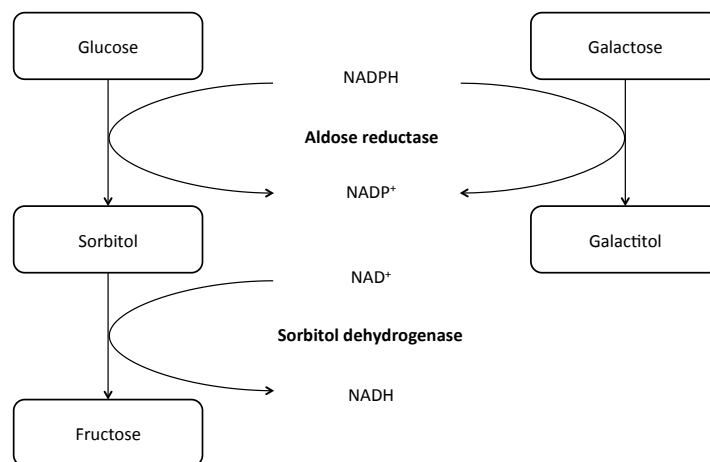 Glucose
Galactose
NADPH
Aldose reductase
NADP⁺
Sorbitol
Galactitol
NAD⁺
Sorbitol dehydrogenase
NADH
Fructose